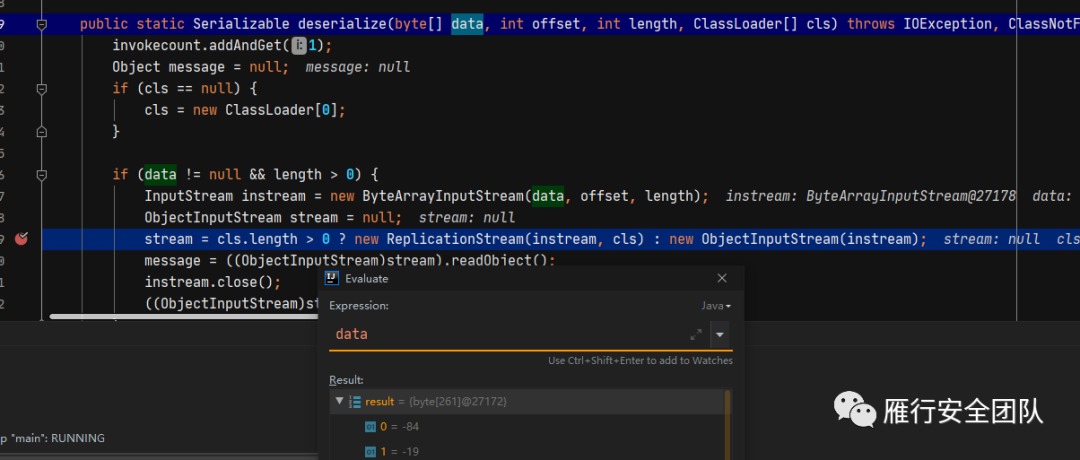 9 public static Serializable deserialize(byte[] data, int offset, int length, ClassLoader[] cls) throws IOException, ClassNotF
0 invokecount.addAndGet( i: 1);
1 Object message = null; message: null
2 if (cls == null) {
3 cls = new ClassLoader[0];
4 }
5
6 if (data != null && length > 0) {
7 InputStream instream = new ByteArrayInputStream(data, offset, length); instream: ByteArrayInputStream@27178 data:
8 ObjectInputStream stream = null; stream: null
9 stream = cls.length > 0 ? new ReplicationStream(instream, cls) : new ObjectInputStream(instream); stream: null cls
0 message = ((ObjectInputStream)stream).readObject();
1 instream.close();
2 ((ObjectInputStream)st
Evaluate
Expression:
Java
data
Use Ctrl+Shift+Enter to add to Watches
Result:
result = {byte[261]@27172}
0 = -84
1 = -19
p "main": RUNNING
雁行安全团队